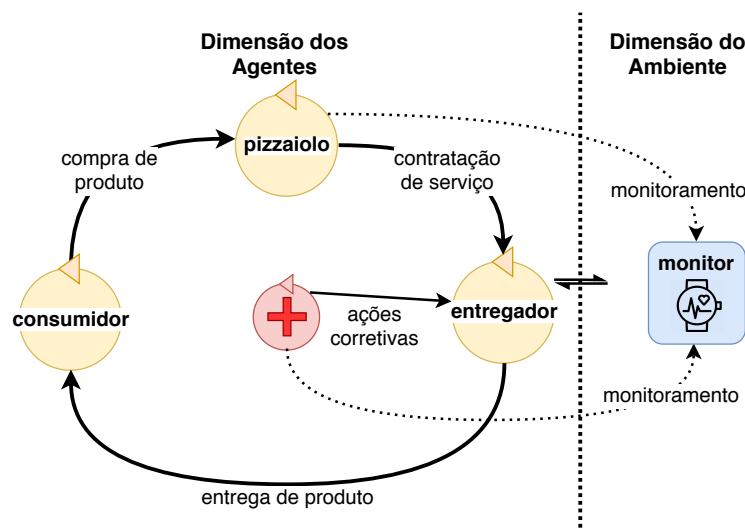 Dimensão dos
Agentes
Dimensão do
Ambiente
pizzaiolo
compra de
produto
contratação
de serviço
monitoramento
monitor
consumidor
ações
corretivas
entregador
monitoramento
entrega de produto